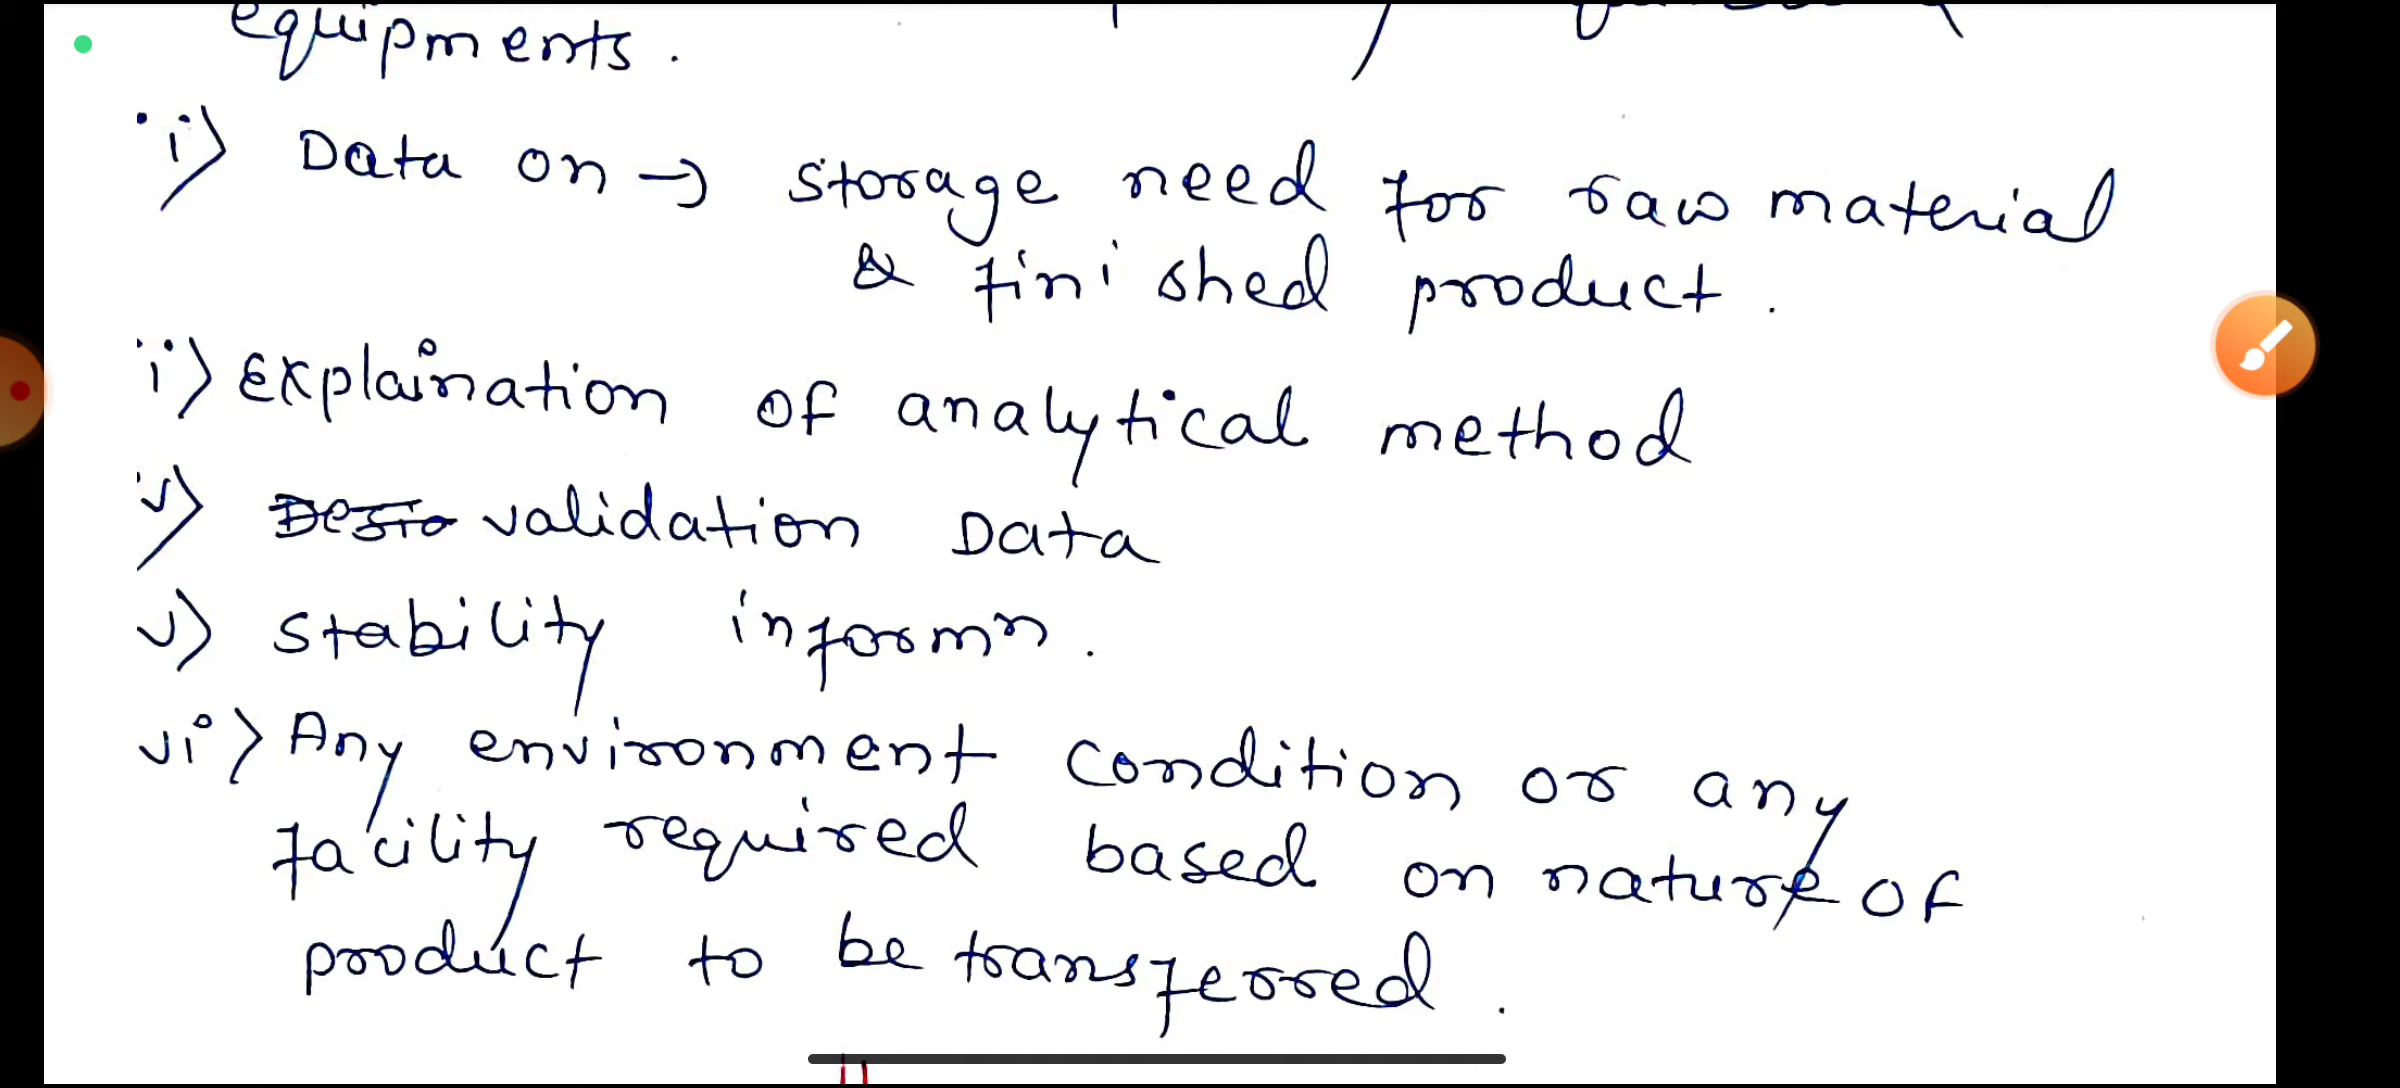 equipments.
i) Data on → storage need for raw material
& finished product.
i) Explaination of analytical method
v) validation Data
v) stability informn.
vi) Any environment condition or any
facility required based on nature of
product to be transferred.